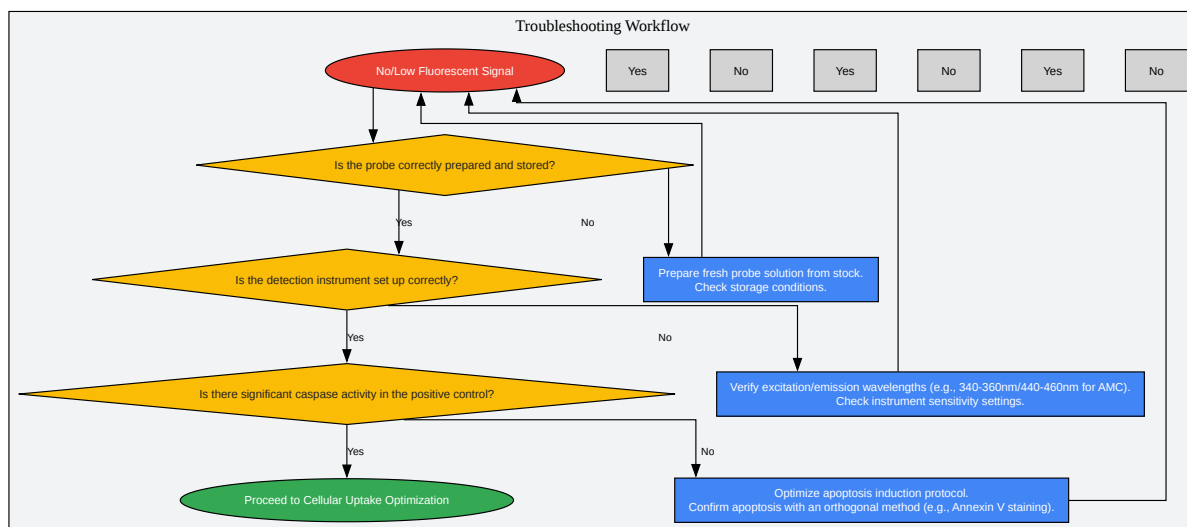 Troubleshooting Workflow
No/Low Fluorescent Signal
Yes
No
Yes
No
Yes
No
Is the probe correctly prepared and stored?
Yes
No
Is the detection instrument set up correctly?
Prepare fresh probe solution from stock.
Check storage conditions.
Yes
No
Is there significant caspase activity in the positive control?
Verify excitation/emission wavelengths (e.g., 340-360nm/440-460nm for AMC).
Check instrument sensitivity settings.
Yes
No
Proceed to Cellular Uptake Optimization
Optimize apoptosis induction protocol.
Confirm apoptosis with an orthogonal method (e.g., Annexin V staining).